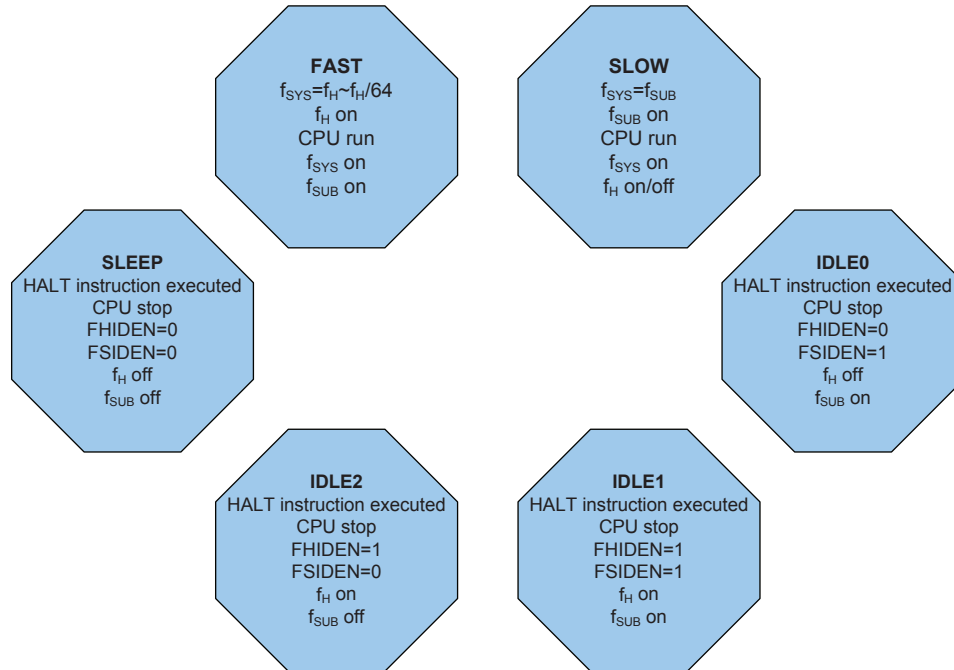 FAST
fSYS=fH~fH/64
fH on
CPU run
fSYS on
fSUB on
SLOW
fSYS=fSUB
fSUB on
CPU run
fSYS on
fH on/off
SLEEP
HALT instruction executed
CPU stop
FHIDEN=0
FSIDEN=0
fH off
fSUB off
IDLE0
HALT instruction executed
CPU stop
FHIDEN=0
FSIDEN=1
fH off
fSUB on
IDLE2
HALT instruction executed
CPU stop
FHIDEN=1
FSIDEN=0
fH on
fSUB off
IDLE1
HALT instruction executed
CPU stop
FHIDEN=1
FSIDEN=1
fH on
fSUB on